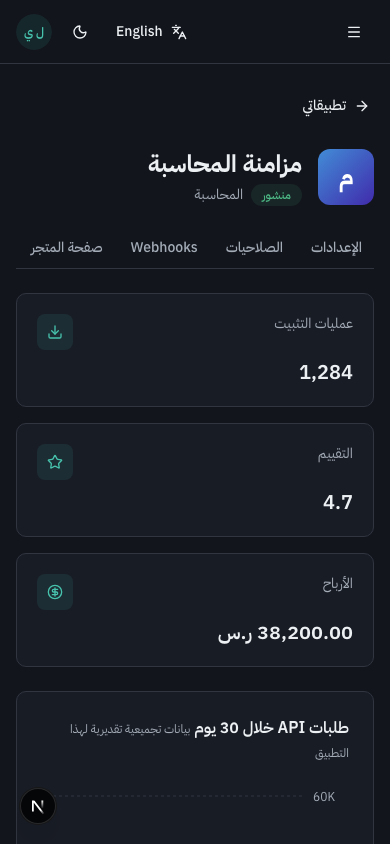 English
ل ي
تطبيقاتي
م
مزامنة المحاسبة
منشور
المحاسبة
الإعدادات
الصلاحيات
Webhooks
صفحة المتجر
عمليات التثبيت
1,284
التقييم
4.7
الأرباح
38,200.00 ر.س
طلبات API خلال 30 يوم بيانات تجميعية تقديرية لهذا
التطبيق
60K
N